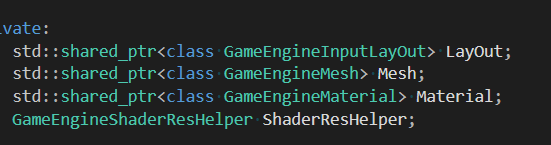 ivate:
std::shared_ptr<class GameEngineInputLayOut> LayOut;
std::shared_ptr<class GameEngineMesh> Mesh;
std::shared_ptr<class GameEngineMaterial> Material;
GameEngineShaderResHelper ShaderResHelper;